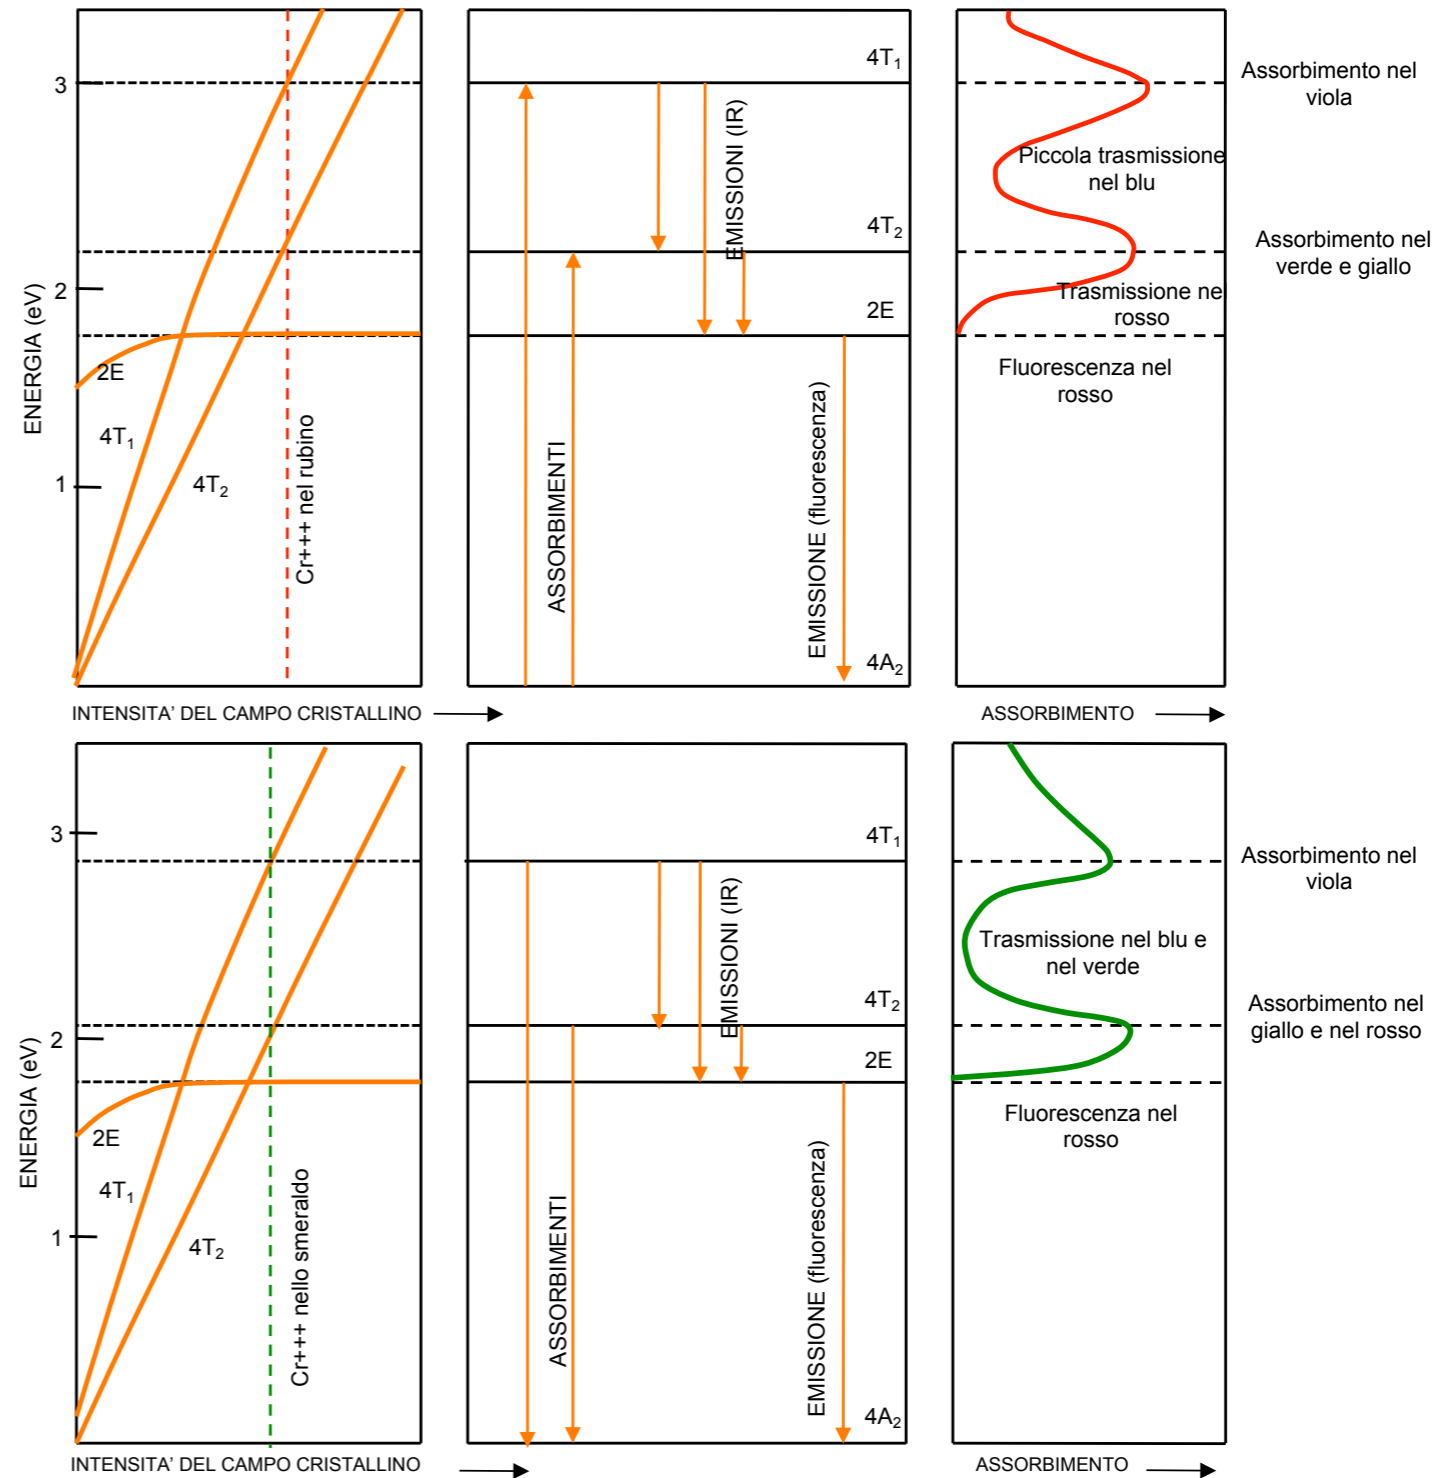 3
2
1
ENERGIA (eV)
2E
4T₁
4T₂
Cr+++ nel rubino
INTENSITA' DEL CAMPO CRISTALLINO
4T₁
4T₂
2E
4A₂
ASSORBIMENTI
EMISSIONI (IR)
EMISSIONE (fluorescenza)
Assorbimento nel
viola
Piccola trasmissione
nel blu
Assorbimento nel
verde e giallo
Trasmissione ne
rosso
Fluorescenza nel
rosso
ASSORBIMENTO
3
2
1
ENERGIA (eV)
2E
4T₁
4T₂
Cr+++ nello smeraldo
INTENSITA' DEL CAMPO CRISTALLINO
4T₁
4T₂
2E
4A₂
ASSORBIMENTI
EMISSIONI (IR)
EMISSIONE (fluorescenza)
Assorbimento nel
viola
Trasmissione nel blu e
nel verde
Assorbimento nel
giallo e nel rosso
Fluorescenza nel
rosso
ASSORBIMENTO